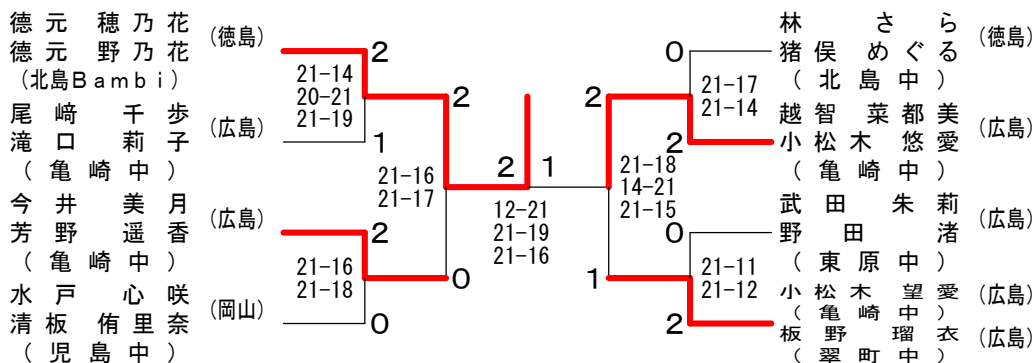 徳元 穂乃花
徳元 野乃花
(北島Bambi)
(徳島)
尾﨑 千歩
滝口 莉子
(亀崎中)
(広島)
今井 美月
芳野 遥香
(亀崎中)
(広島)
水戸 心咲
清板 侑里奈
(児島中)
(岡山)
2
21-14
20-21
21-19
1
2
21-16
21-18
0
2
21-16
21-17
0
2
1
12-21
21-19
21-16
2
21-18
14-21
21-15
1
0
21-17
21-14
2
0
21-11
21-12
2
林 さら
猪俣 めぐる
(北島中)
(徳島)
越智 菜都美
小松木 悠愛
(亀崎中)
(広島)
武田 朱莉
野田 渚
(東原中)
(広島)
小松木 望愛
(亀崎中)
(広島)
板野 瑠衣
(翠町中)
(広島)